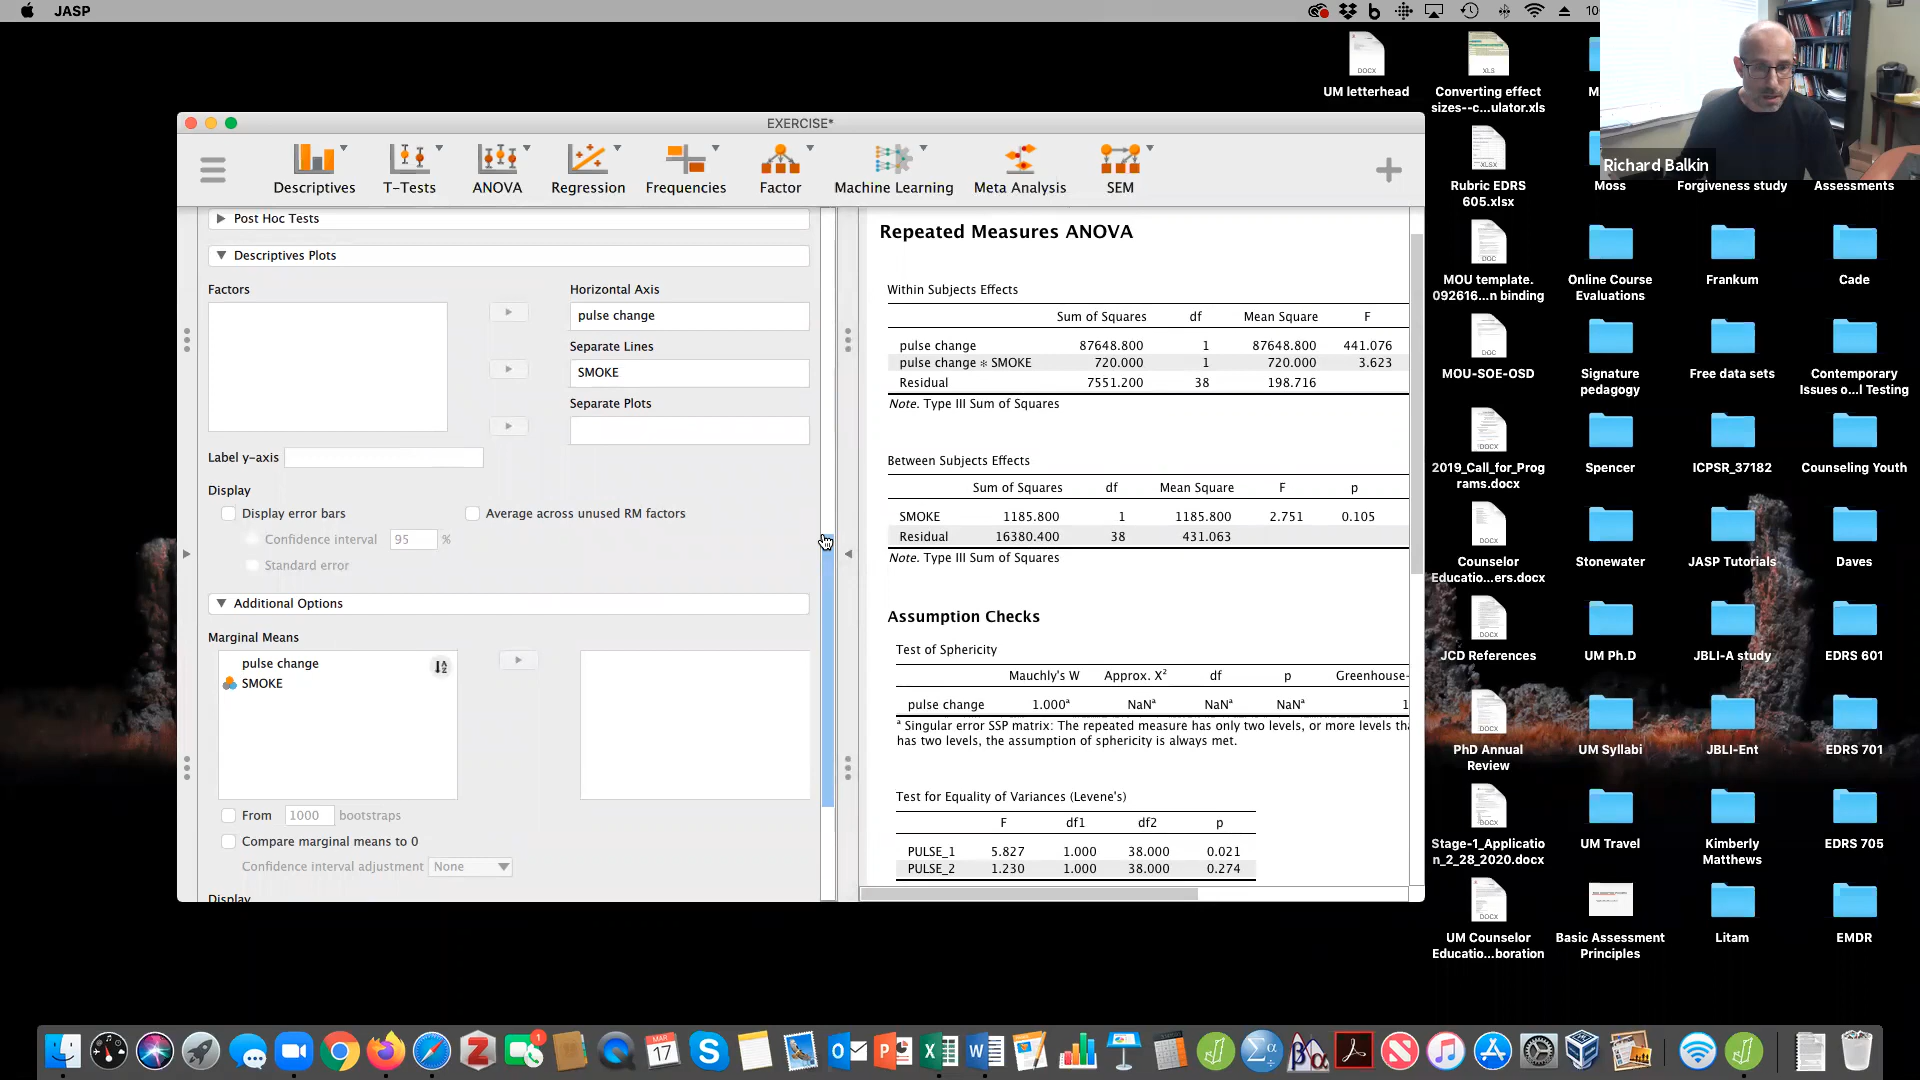 JASP
10
UM letterhead
Converting effect
sizes--c...ulator.xls
Richard Balkin
EXERCISE*
Descriptives
T-Tests
ANOVA
Regression
Frequencies
Factor
Machine Learning
Meta Analysis
SEM
Post Hoc Tests
Descriptives Plots
Factors
Horizontal Axis
pulse change
Separate Lines
SMOKE
Separate Plots
Label y-axis
Display
Display error bars
Average across unused RM factors
Confidence interval 95 %
Standard error
Additional Options
Marginal Means
pulse change
SMOKE
From 1000 bootstraps
Compare marginal means to 0
Confidence interval adjustment None
Display
Repeated Measures ANOVA
Within Subjects Effects
Sum of Squares df Mean Square F
pulse change 87648.800 1 87648.800 441.076
pulse change ∗ SMOKE 720.000 1 720.000 3.623
Residual 7551.200 38 198.716
Note. Type III Sum of Squares
Between Subjects Effects
Sum of Squares df Mean Square F p
SMOKE 1185.800 1 1185.800 2.751 0.105
Residual 16380.400 38 431.063
Note. Type III Sum of Squares
Assumption Checks
Test of Sphericity
Mauchly's W Approx. X² df p Greenhouse-
pulse change 1.000ᵃ NaNᵃ NaNᵃ NaNᵃ 1
ᵃ Singular error SSP matrix: The repeated measure has only two levels, or more levels tha
has two levels, the assumption of sphericity is always met.
Test for Equality of Variances (Levene's)
F df1 df2 p
PULSE_1 5.827 1.000 38.000 0.021
PULSE_2 1.230 1.000 38.000 0.274
Rubric EDRS
605.xlsx
Moss
Forgiveness study
Assessments
MOU template.
092616...n binding
Online Course
Evaluations
Frankum
Cade
MOU-SOE-OSD
Signature
pedagogy
Free data sets
Contemporary
Issues o...l Testing
2019_Call_for_Prog
rams.docx
Spencer
ICPSR_37182
Counseling Youth
Counselor
Educatio...ers.docx
Stonewater
JASP Tutorials
Daves
JCD References
UM Ph.D
JBLI-A study
EDRS 601
PhD Annual
Review
UM Syllabi
JBLI-Ent
EDRS 701
Stage-1_Applicatio
n_2_28_2020.docx
UM Travel
Kimberly
Matthews
EDRS 705
UM Counselor
Educatio...boration
Basic Assessment
Principles
Litam
EMDR
MAR
17
1